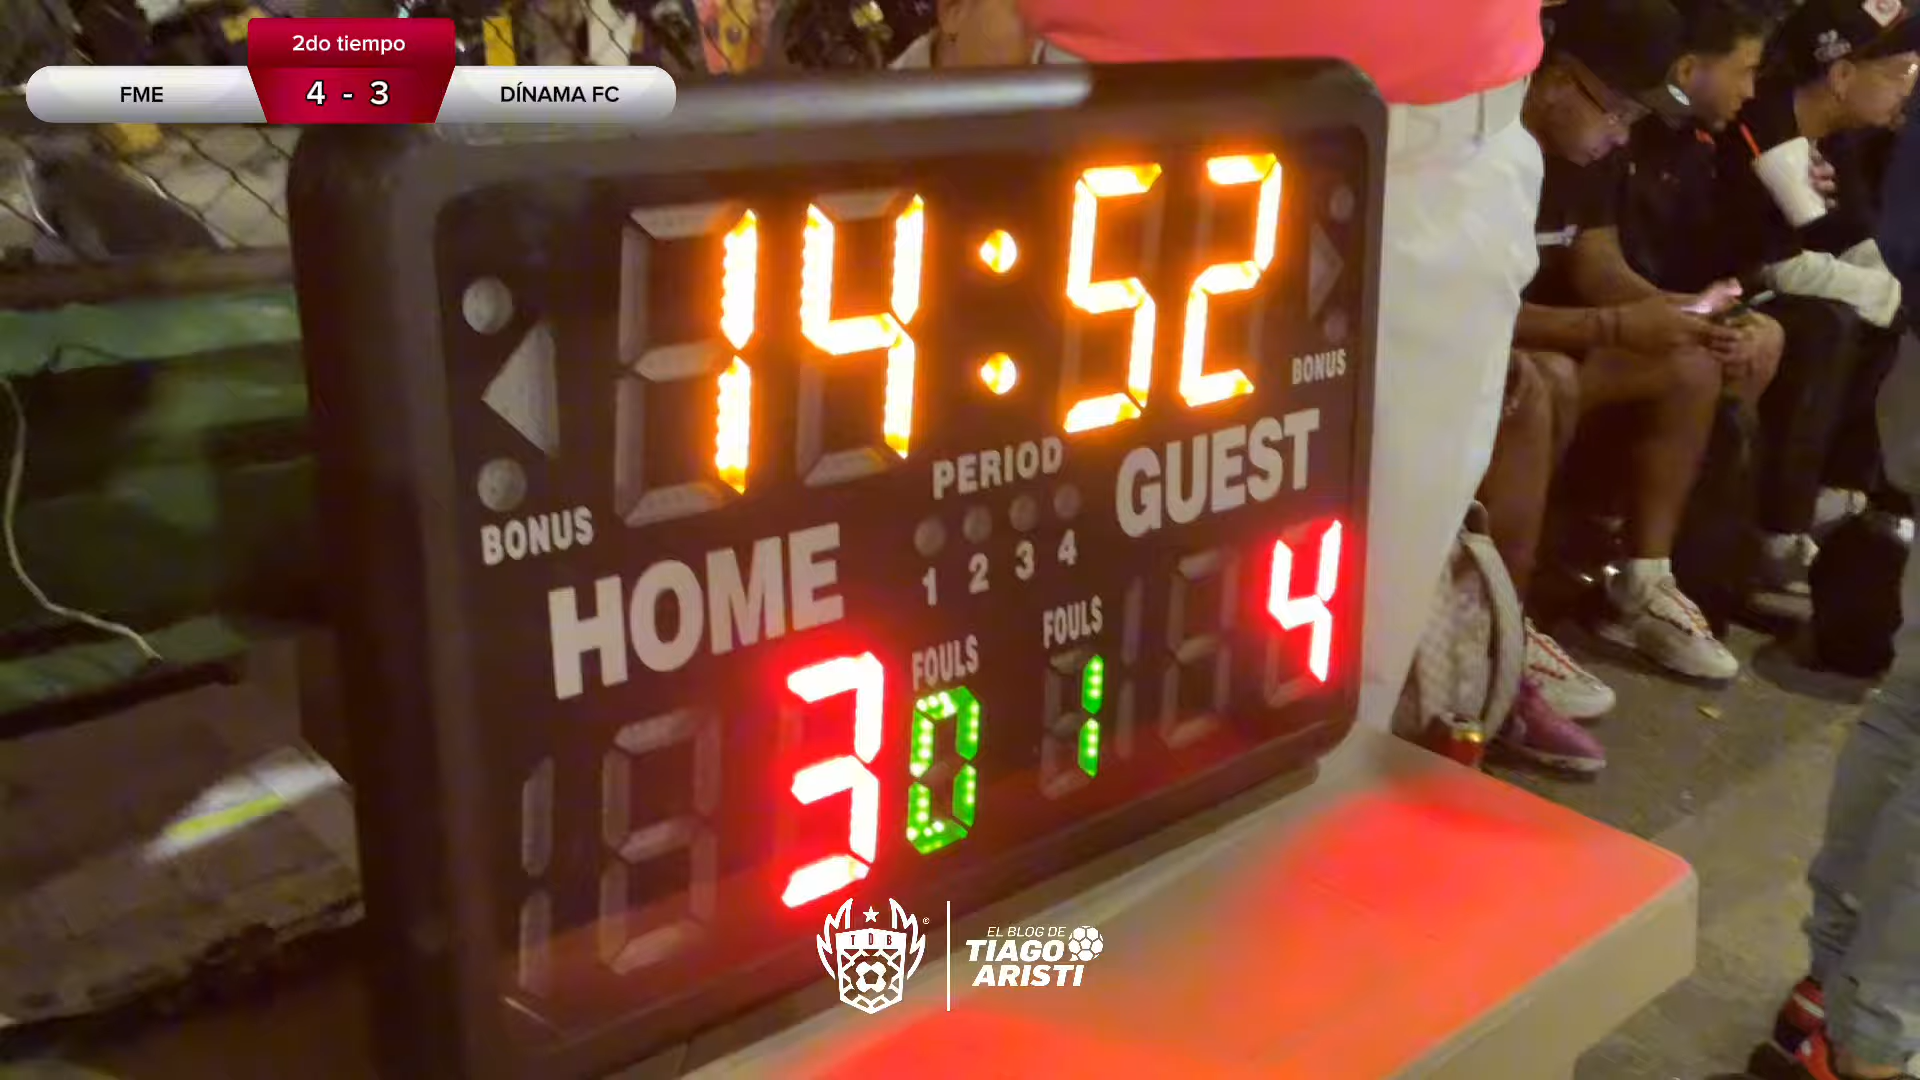 2do tiempo
FME 4 - 3 DÍNAMA FC
14:52
BONUS PERIOD BONUS
1 2 3 4
HOME GUEST
FOULS FOULS
3 0 1 4
TDB
®
EL BLOG DE
TIAGO
ARISTI